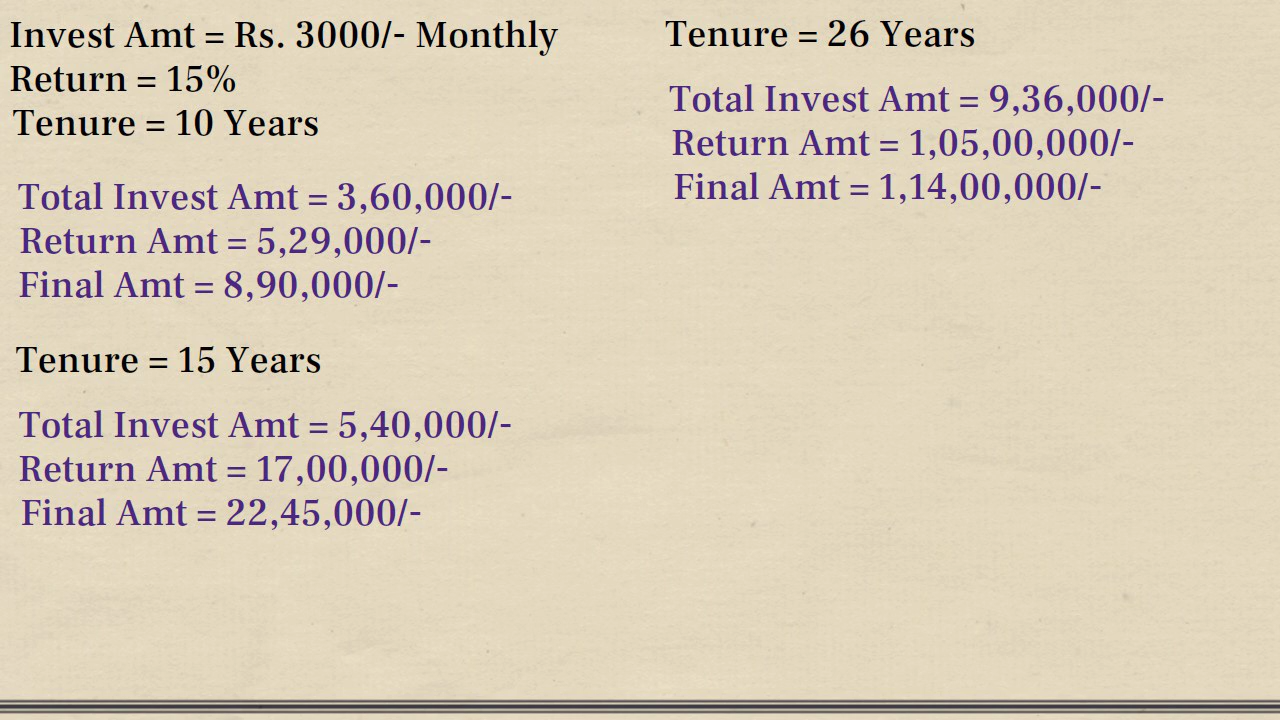 Invest Amt = Rs. 3000/- Monthly
Return = 15%
Tenure = 10 Years
Total Invest Amt = 3,60,000/-
Return Amt = 5,29,000/-
Final Amt = 8,90,000/-
Tenure = 15 Years
Total Invest Amt = 5,40,000/-
Return Amt = 17,00,000/-
Final Amt = 22,45,000/-
Tenure = 26 Years
Total Invest Amt = 9,36,000/-
Return Amt = 1,05,00,000/-
Final Amt = 1,14,00,000/-